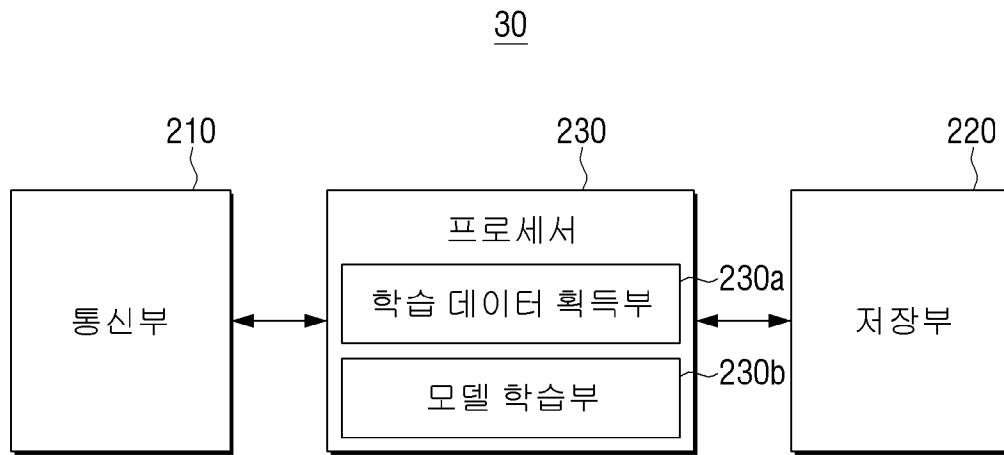 30
210
230
220
프로세서
통신부
학습 데이터 획득부
230a
저장부
모델 학습부
230b